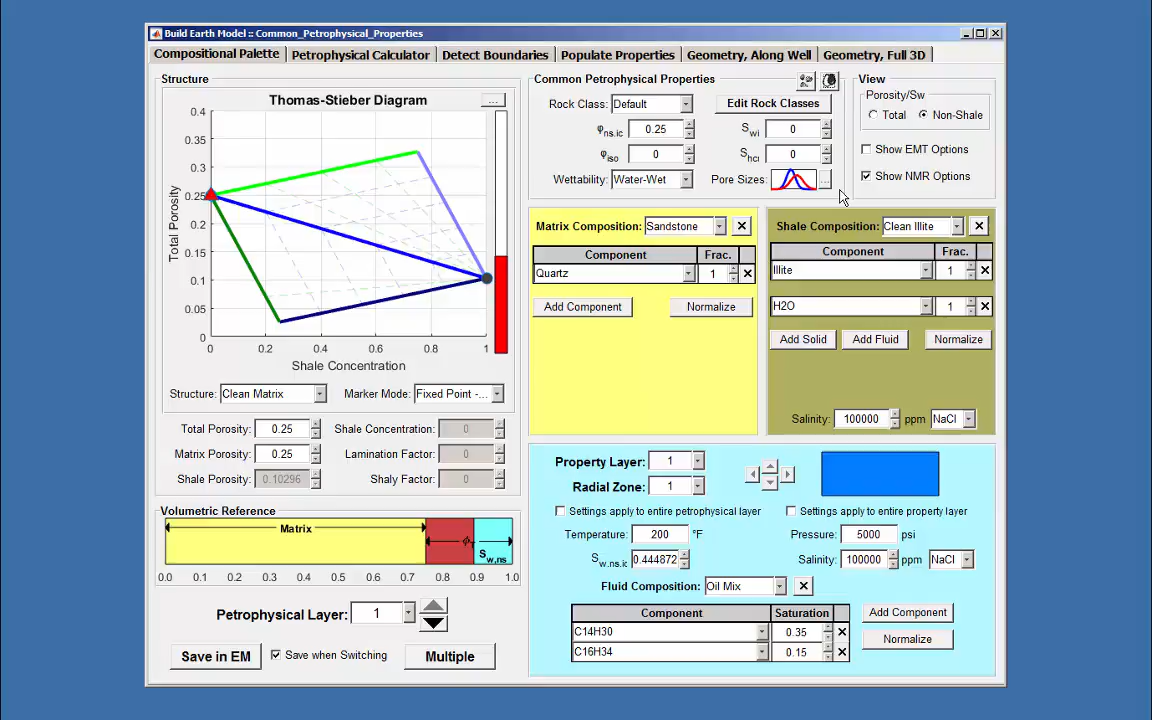 Build Earth Model :: Common_Petrophysical_Properties
Compositional Palette Petrophysical Calculator Detect Boundaries Populate Properties Geometry, Along Well Geometry, Full 3D
Structure
Thomas-Stieber Diagram
...
0.4
0.35
0.3
0.25
0.2
0.15
0.1
0.05
0
Total Porosity
0 0.2 0.4 0.6 0.8 1
Shale Concentration
Structure: Clean Matrix Marker Mode: Fixed Point -...
Total Porosity: 0.25 Shale Concentration: 0
Matrix Porosity: 0.25 Lamination Factor: 0
Shale Porosity: 0.10296 Shaly Factor: 0
Volumetric Reference
Matrix
ϕT
Sw,ns
0.0 0.1 0.2 0.3 0.4 0.5 0.6 0.7 0.8 0.9 1.0
Petrophysical Layer: 1
Save in EM Save when Switching Multiple
Common Petrophysical Properties
Rock Class: Default Edit Rock Classes
φns.ic 0.25 Swi 0
φiso 0 Shci 0
Wettability: Water-Wet Pore Sizes: ...
View
Porosity/Sw
Total Non-Shale
Show EMT Options
Show NMR Options
Matrix Composition: Sandstone
Component Frac.
Quartz 1
Add Component Normalize
Shale Composition: Clean Illite
Component Frac.
Illite 1
H2O 1
Add Solid Add Fluid Normalize
Salinity: 100000 ppm NaCl
Property Layer: 1
Radial Zone: 1
Settings apply to entire petrophysical layer Settings apply to entire property layer
Temperature: 200 °F Pressure: 5000 psi
Sw.ns.ic 0.444872 Salinity: 100000 ppm NaCl
Fluid Composition: Oil Mix
Component Saturation
C14H30 0.35
C16H34 0.15
Add Component
Normalize